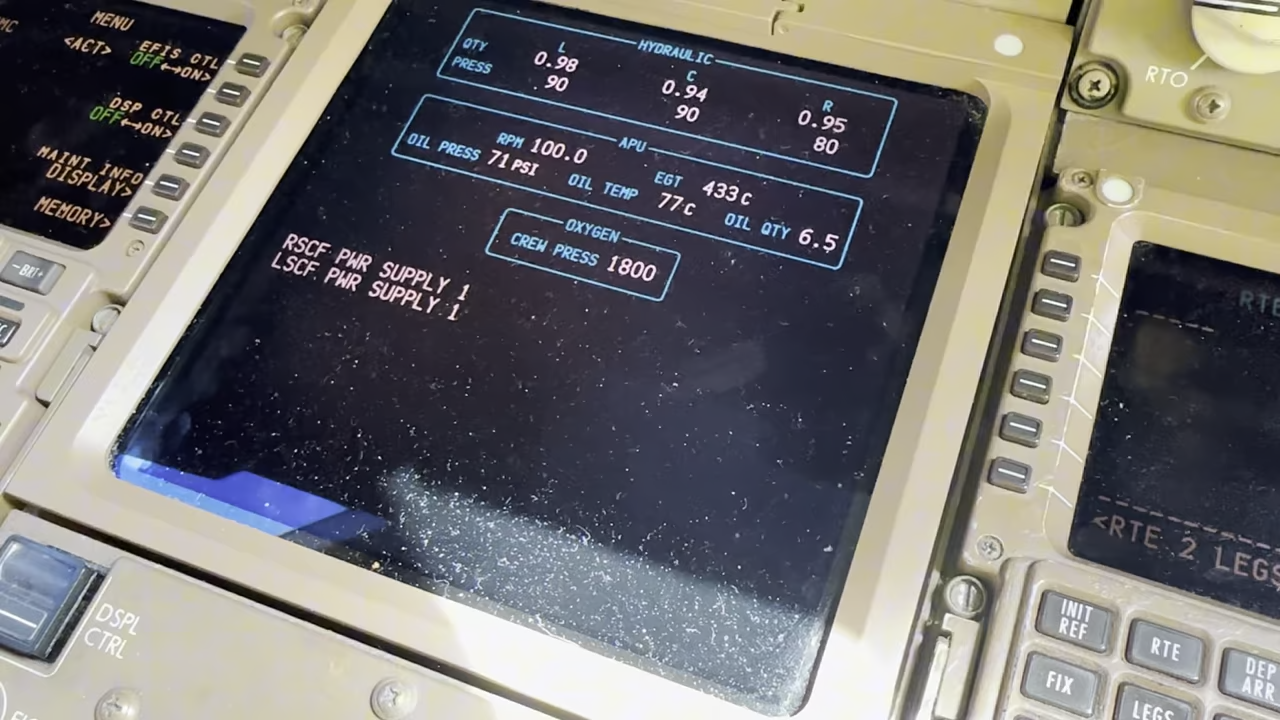 MENU
<ACT> EFIS CTL
OFF←→ON>
DSP CTL
OFF←→ON>
MAINT INFO
DISPLAY>
MEMORY>
-BRT+
HYDRAULIC
L C R
QTY 0.98 0.94 0.95
PRESS 90 90 80
APU
RPM 100.0 EGT 433 C
OIL PRESS 71 PSI OIL TEMP 77 C OIL QTY 6.5
OXYGEN
CREW PRESS 1800
RSCF PWR SUPPLY 1
LSCF PWR SUPPLY 1
DSPL
CTRL
RTO
<RTE 2 LEGS
INIT
REF
RTE
DEP
ARR
FIX
LEGS